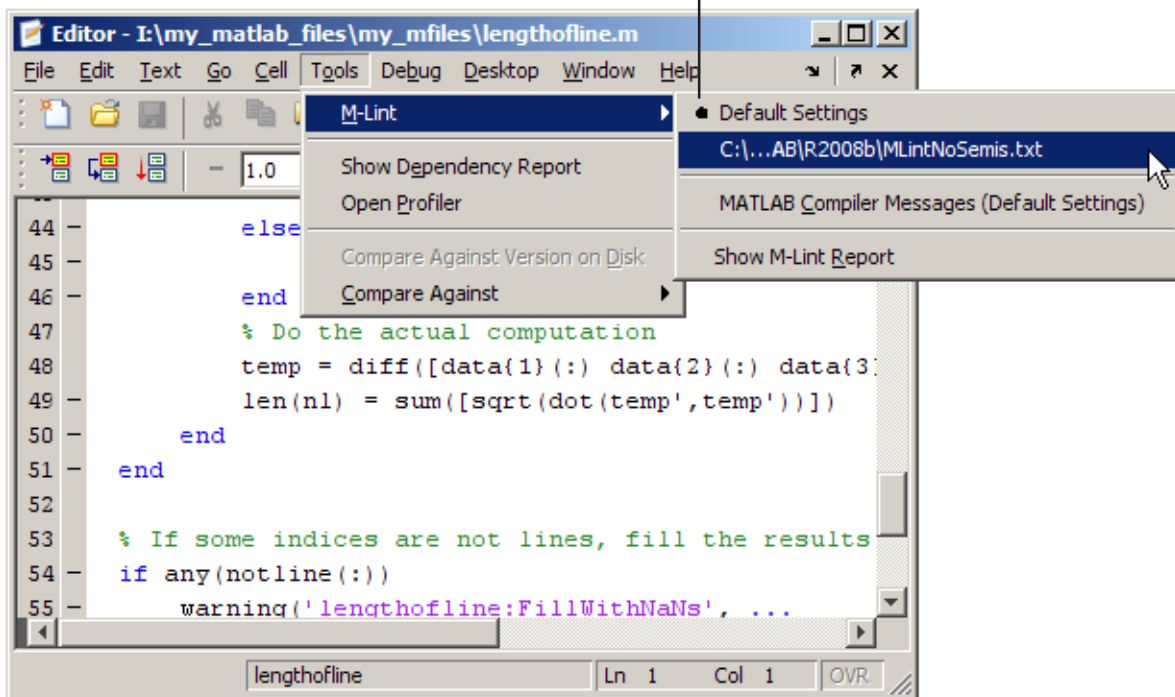 Editor - I:\my_matlab_files\my_mfiles\lengthofline.m
File Edit Text Go Cell Tools Debug Desktop Window Help
M-Lint
Default Settings
C:\...AB\R2008b\MLintNoSemis.txt
1.0
Show Dependency Report
Open Profiler
MATLAB Compiler Messages (Default Settings)
Compare Against Version on Disk
Show M-Lint Report
Compare Against
44 – else
45 –
46 – end
47 % Do the actual computation
48 temp = diff([data{1}(:) data{2}(:) data{3}
49 – len(nl) = sum([sqrt(dot(temp',temp'))])
50 – end
51 – end
52
53 % If some indices are not lines, fill the results
54 – if any(notline(:))
55 – warning('lengthofline:FillWithNaNs', ...
lengthofline Ln 1 Col 1 OVR